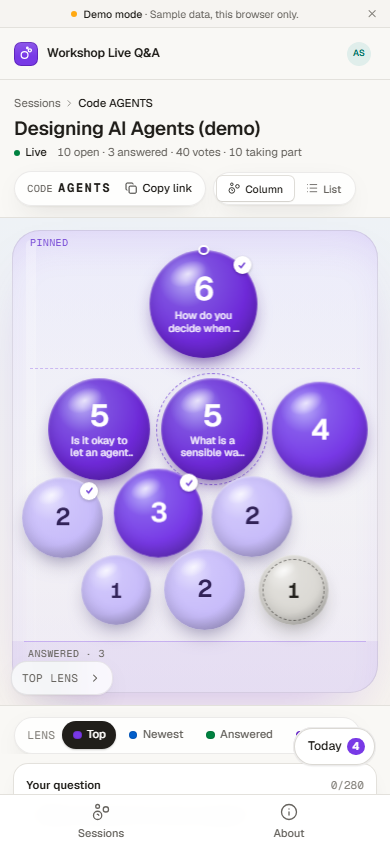 Demo mode · Sample data, this browser only.
Workshop Live Q&A
AS
Sessions > Code AGENTS
Designing AI Agents (demo)
Live 10 open · 3 answered · 40 votes · 10 taking part
CODE AGENTS Copy link
Column List
PINNED
6
How do you
decide when …
5
Is it okay to
let an agent…
5
What is a
sensible wa…
4
2
3
2
1
2
1
ANSWERED · 3
TOP LENS
LENS Top Newest Answered
Today 4
Your question 0/280
Sessions About